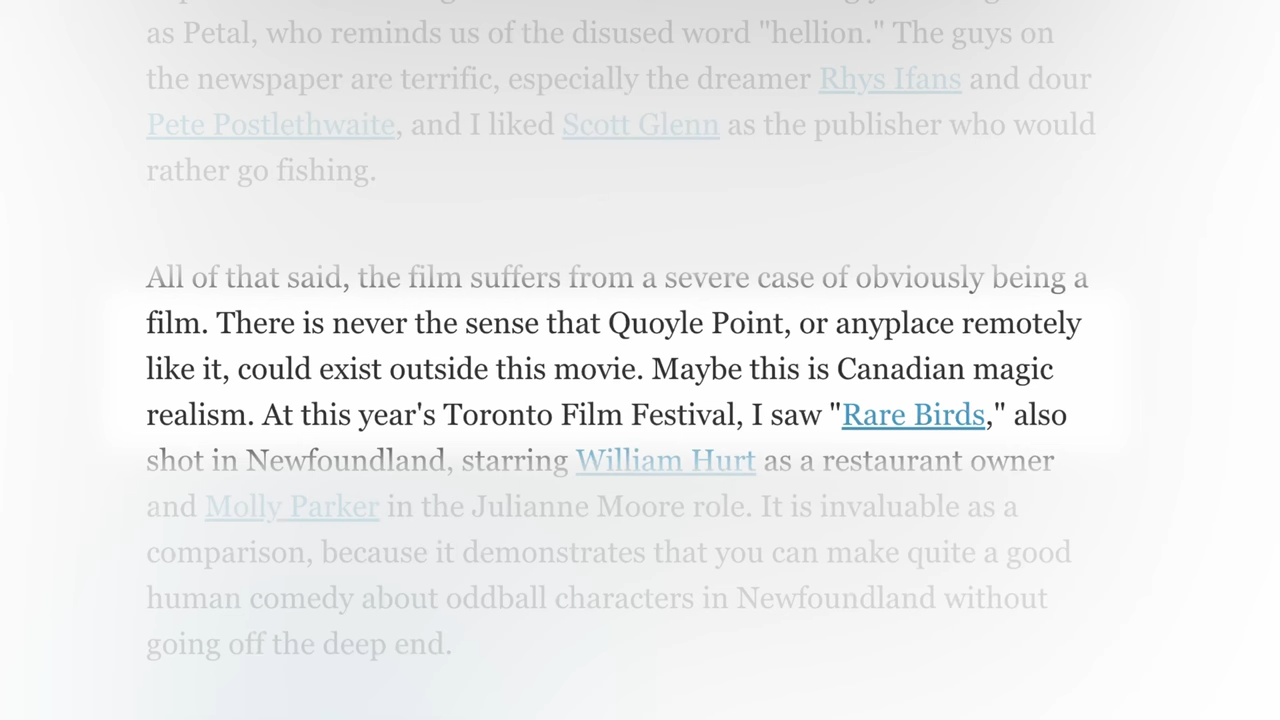 as Petal, who reminds us of the disused word "hellion." The guys on
the newspaper are terrific, especially the dreamer Rhys Ifans and dour
Pete Postlethwaite, and I liked Scott Glenn as the publisher who would
rather go fishing.
All of that said, the film suffers from a severe case of obviously being a
film. There is never the sense that Quoyle Point, or anyplace remotely
like it, could exist outside this movie. Maybe this is Canadian magic
realism. At this year's Toronto Film Festival, I saw "Rare Birds," also
shot in Newfoundland, starring William Hurt as a restaurant owner
and Molly Parker in the Julianne Moore role. It is invaluable as a
comparison, because it demonstrates that you can make quite a good
human comedy about oddball characters in Newfoundland without
going off the deep end.